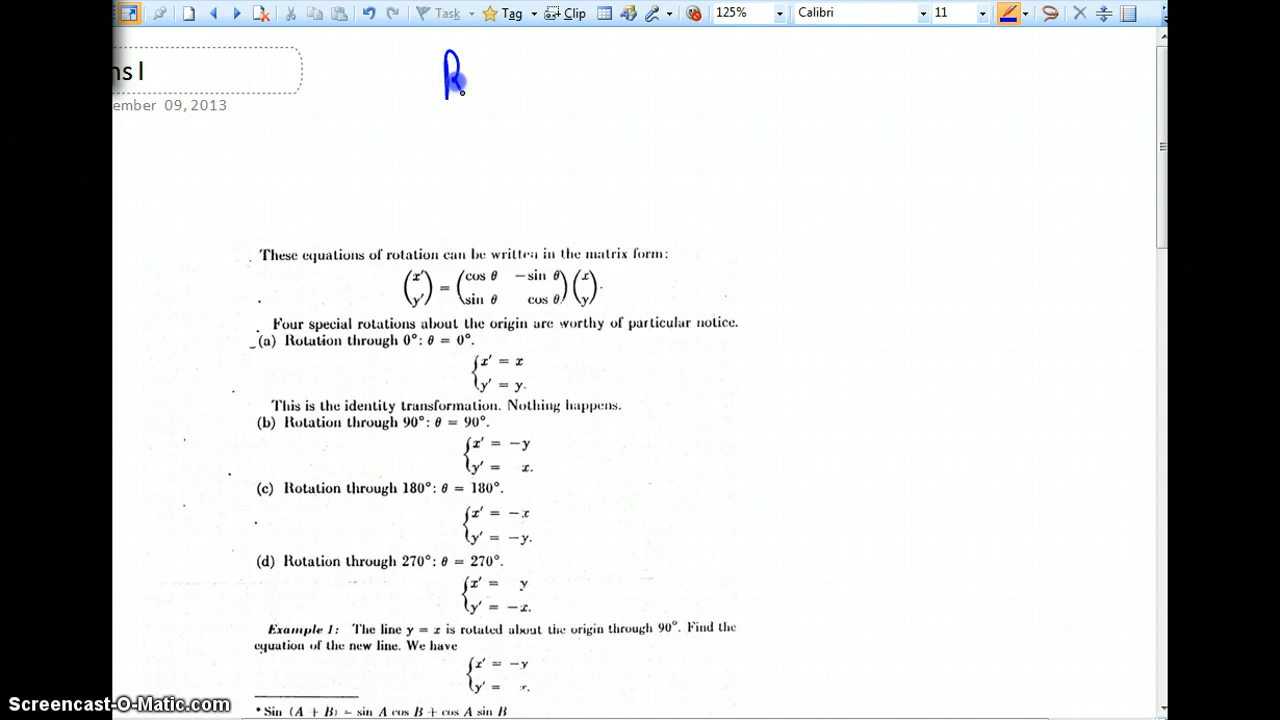 Task Tag Clip 125% Calibri 11
ns I
ember 09, 2013
R
These equations of rotation can be written in the matrix form:
(x′ y′) = (cos θ −sin θ sin θ cos θ) (x y).
Four special rotations about the origin are worthy of particular notice.
(a) Rotation through 0°: θ = 0°.
{x′ = x
y′ = y.
This is the identity transformation. Nothing happens.
(b) Rotation through 90°: θ = 90°.
{x′ = −y
y′ = x.
(c) Rotation through 180°: θ = 180°.
{x′ = −x
y′ = −y.
(d) Rotation through 270°: θ = 270°.
{x′ = y
y′ = −x.
Example 1: The line y = x is rotated about the origin through 90°. Find the
equation of the new line. We have
{x′ = −y
y′ = x.
* Sin (A + B) = sin A cos B + cos A sin B
Screencast-O-Matic.com